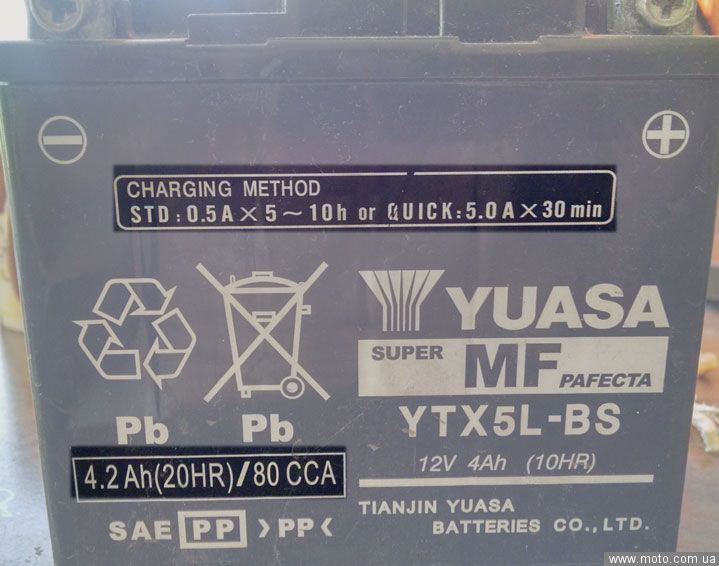 CHARGING METHOD
STD : 0.5A × 5 ~ 10h or QUICK : 5.0A × 30 min
YUASA
SUPER MF PAFECTA
Pb Pb
YTX5L-BS
4.2 Ah(20HR)/80 CCA
12V 4Ah (10HR)
TIANJIN YUASA
BATTERIES CO., LTD.
SAE PP >PP<
www.moto.com.ua